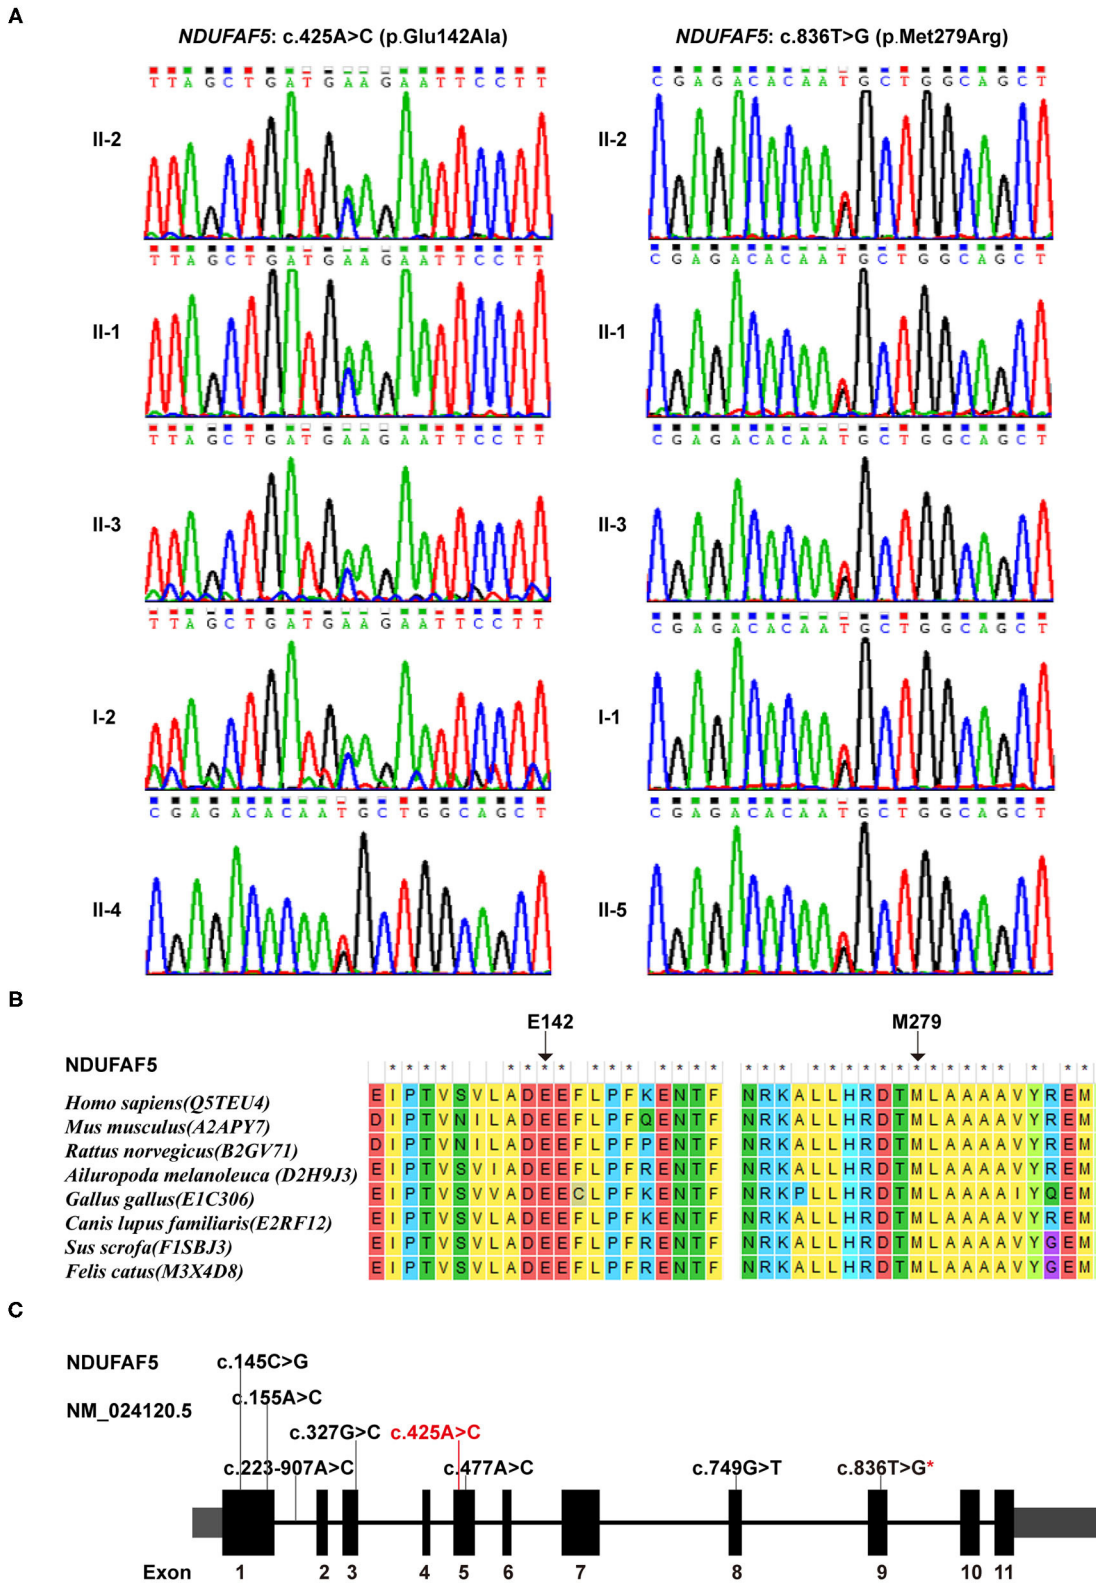 A
NDUFAF5: c.425A>C (p.Glu142Ala)
NDUFAF5: c.836T>G (p.Met279Arg)
T T A G C T G A T G A A G A A T T C C T T
C G A G A C A C A A T G C T G G C A G C T
II-2
II-2
T T A G C T G A T G A A G A A T T C C T T
C G A G A C A C A A T G C T G G C A G C T
II-1
II-1
T T A G C T G A T G A A G A A T T C C T T
C G A G A C A C A A T G C T G G C A G C T
II-3
II-3
T T A G C T G A T G A A G A A T T C C T T
C G A G A C A C A A T G C T G G C A G C T
I-2
I-1
C G A G A C A C A A T G C T G G C A G C T
C G A G A C A C A A T G C T G G C A G C T
II-4
II-5
B
E142
M279
NDUFAF5
* * * * * * * * * * * * * * *
* * * * * * * * * * * * * * * * *
Homo sapiens(Q5TEU4) E I P T V S V L A D E E F L P F K E N T F N R K A L L H R D T M L A A A A V Y R E M
Mus musculus(A2APY7) D I P T V N V L A D E E F L P F Q E N T F N R K A L L H R D T M L A A A A V Y R E M
Rattus norvegicus(B2GV71) D I P T V N I L A D E E F L P F P E N T F N R K A L L H R D T M L A A A A V Y R E M
Ailuropoda melanoleuca (D2H9J3) E I P T V S V I A D E E F L P F R E N T F N R K A L L H R D T M L A A A A V Y R E M
Gallus gallus(E1C306) E I P T V S V V A D E E C L P F K E N T F N R K P L L H R D T M L A A A A I Y Q E M
Canis lupus familiaris(E2RF12) E I P T V S V L A D E E F L P F K E N T F N R K A L L H R D T M L A A A A V Y R E M
Sus scrofa(F1SBJ3) E I P T V S V L A D E E F L P F R E N T F N R K A L L H R D T M L A A A A V Y G E M
Felis catus(M3X4D8) E I P T V S V L A D E E F L P F R E N T F N R K A L L H R D T M L A A A A V Y G E M
C
NDUFAF5
c.145C>G
NM_024120.5
c.155A>C
c.327G>C
c.425A>C
c.223-907A>C
c.477A>C
c.749G>T
c.836T>G*
Exon 1 2 3 4 5 6 7 8 9 10 11